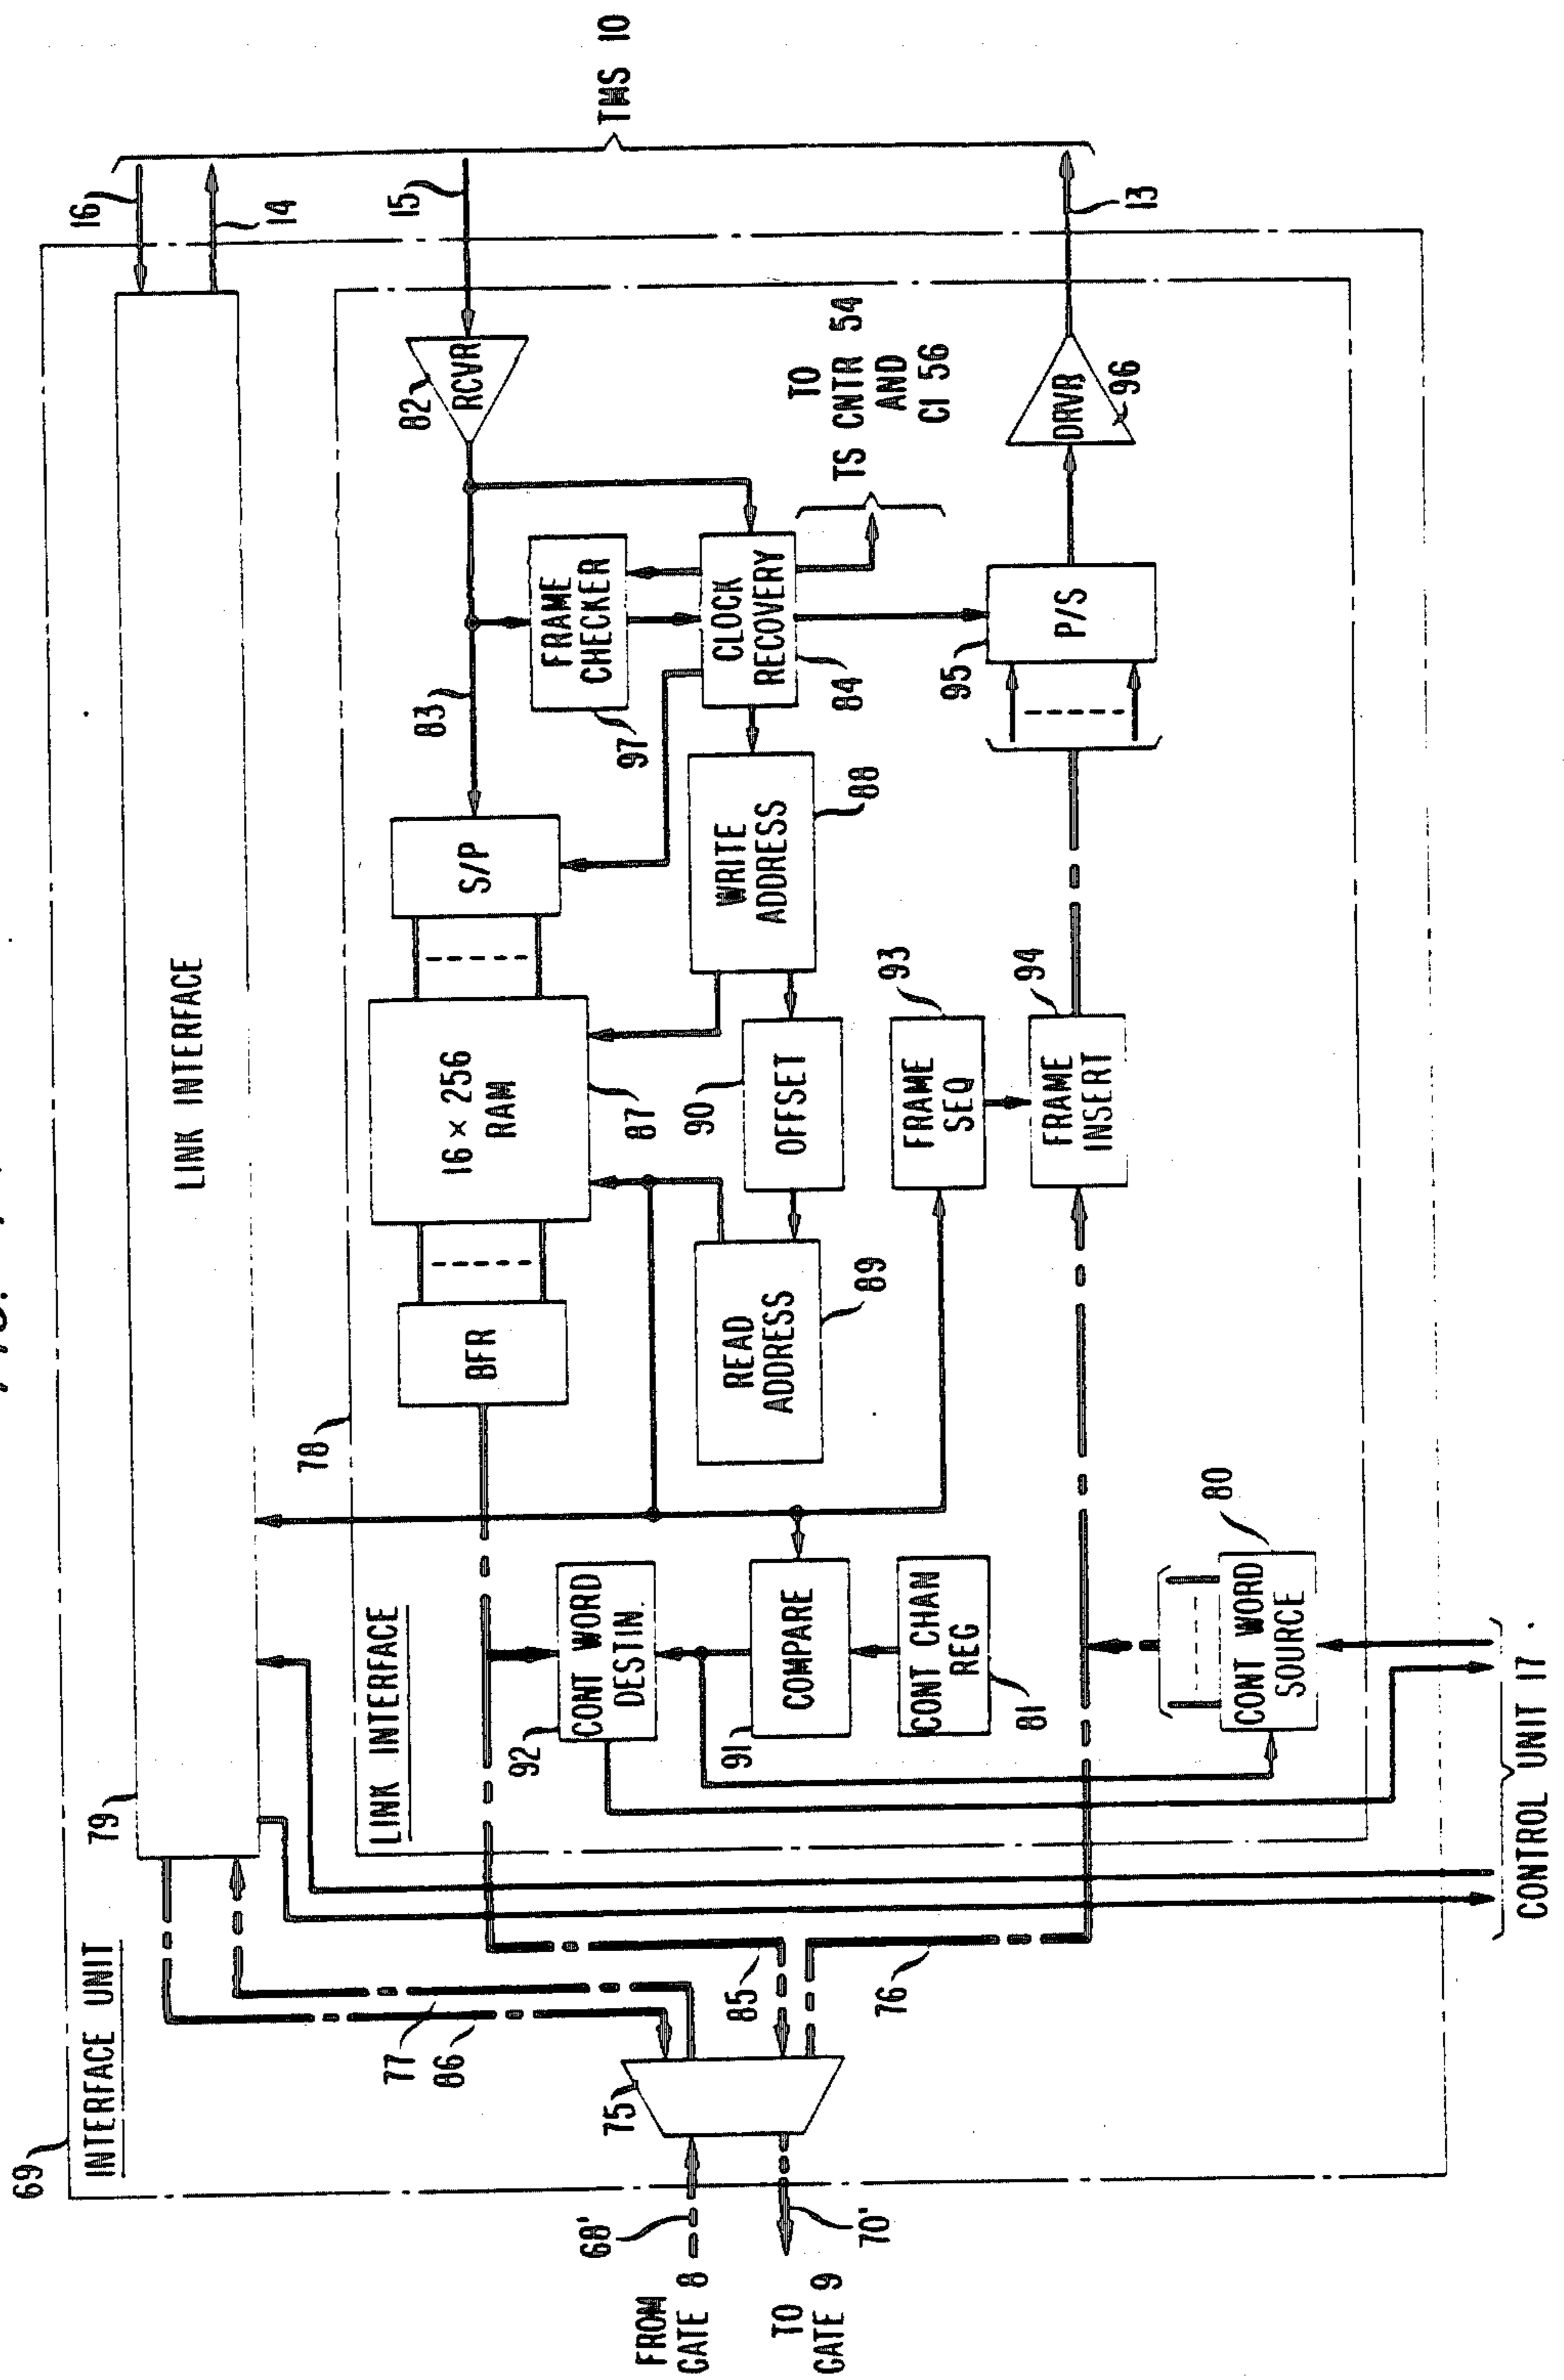 69
INTERFACE UNIT
79
LINK INTERFACE
16
14
TMS 10
77
86
75
68'
FROM
GATE 8
TO
GATE 9
70'
85
76
78
LINK INTERFACE
15
82
RCVR
83
S/P
16 × 256
RAM
87
BFR
FRAME
CHECKER
97
CLOCK
RECOVERY
84
TO
TS CNTR 54
AND
CI 56
WRITE
ADDRESS
88
OFFSET
90
READ
ADDRESS
89
CONT WORD
DESTIN.
92
COMPARE
91
CONT CHAN
REG
81
FRAME
SEQ
93
FRAME
INSERT
94
P/S
95
DRVR
96
13
CONT WORD
SOURCE
80
CONTROL UNIT 17